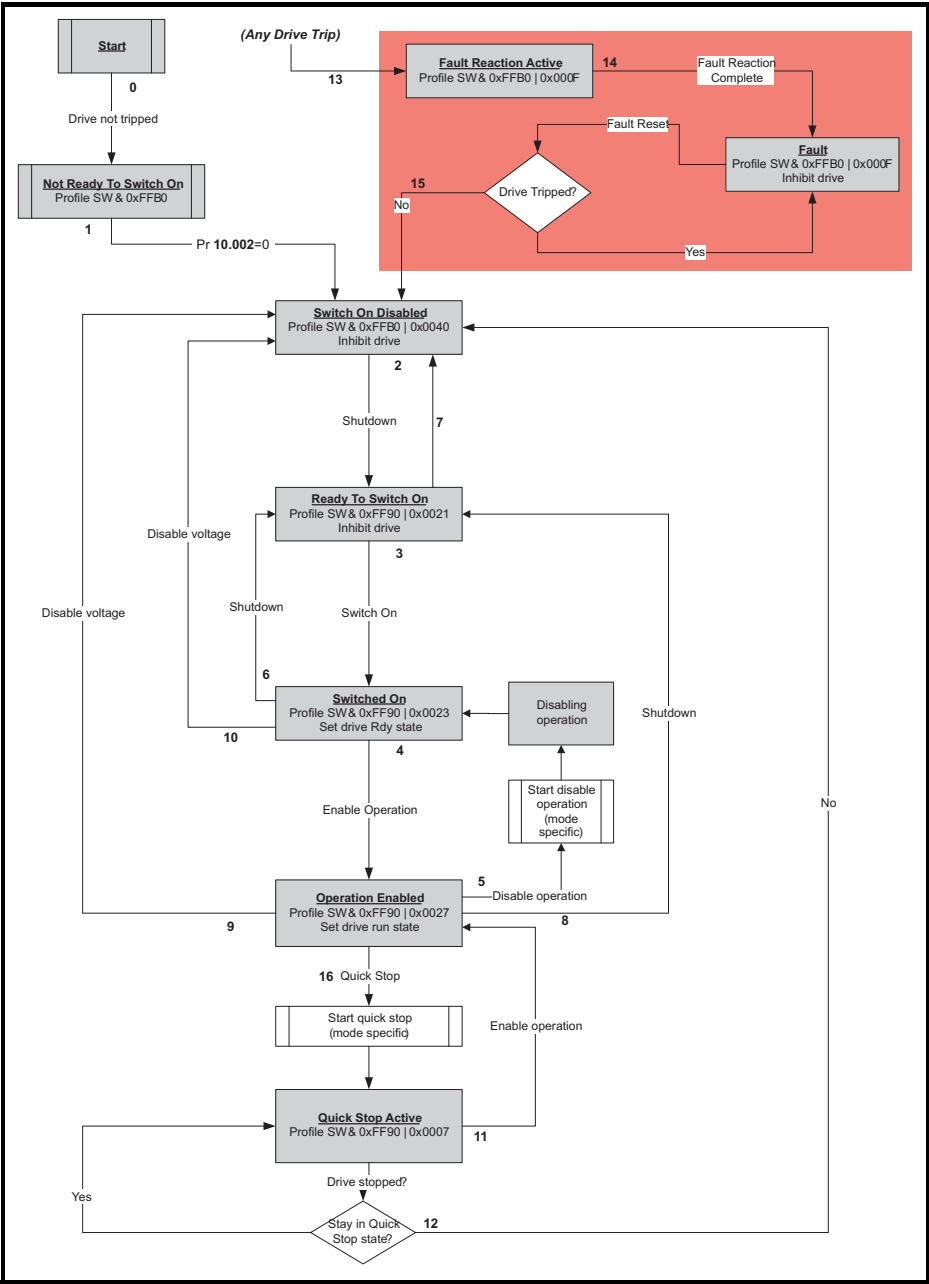 Start
0
Drive not tripped
Not Ready To Switch On
Profile SW & 0xFFB0
1
Pr 10.002=0
(Any Drive Trip)
13
Fault Reaction Active
Profile SW & 0xFFB0 | 0x000F
14
Fault Reaction
Complete
Fault Reset
Fault
Profile SW & 0xFFB0 | 0x000F
Inhibit drive
Drive Tripped?
15
No
Yes
Switch On Disabled
Profile SW & 0xFFB0 | 0x0040
Inhibit drive
2
Shutdown
7
Ready To Switch On
Profile SW & 0xFF90 | 0x0021
Inhibit drive
3
Disable voltage
Disable voltage
Shutdown
Switch On
6
Switched On
Profile SW & 0xFF90 | 0x0023
Set drive Rdy state
10
4
Disabling
operation
Shutdown
Start disable
operation
(mode
specific)
No
Enable Operation
5
Disable operation
Operation Enabled
Profile SW & 0xFF90 | 0x0027
Set drive run state
9
8
16 Quick Stop
Start quick stop
(mode specific)
Enable operation
Quick Stop Active
Profile SW & 0xFF90 | 0x0007
11
Drive stopped?
Yes
Stay in Quick
Stop state?
12